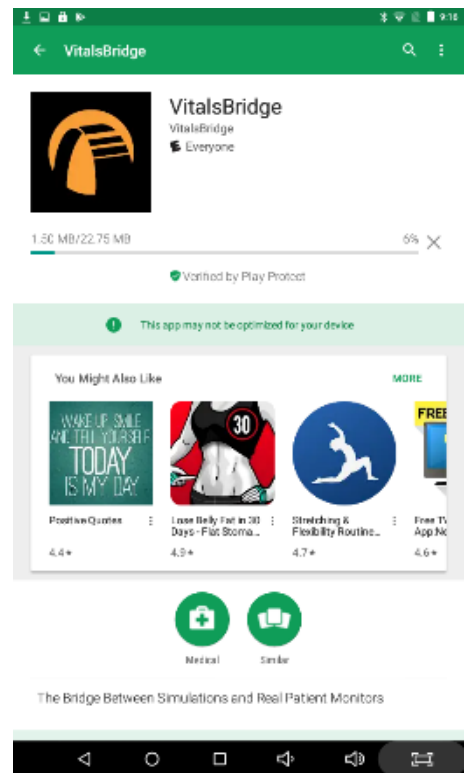 9:18
VitalsBridge
VitalsBridge
VitalsBridge
Everyone
1.50 MB/22.75 MB 6%
Verified by Play Protect
This app may not be optimized for your device
You Might Also Like MORE
WAKE UP, SMILE
AND TELL YOURSELF
TODAY
IS MY DAY
30
FREE
Positive Quotes
Lose Belly Fat in 30
Days - Flat Stoma...
Stretching &
Flexibility Routine...
Free TV
App:Ne
4.4★ 4.9★ 4.7★ 4.6★
Medical Similar
The Bridge Between Simulations and Real Patient Monitors